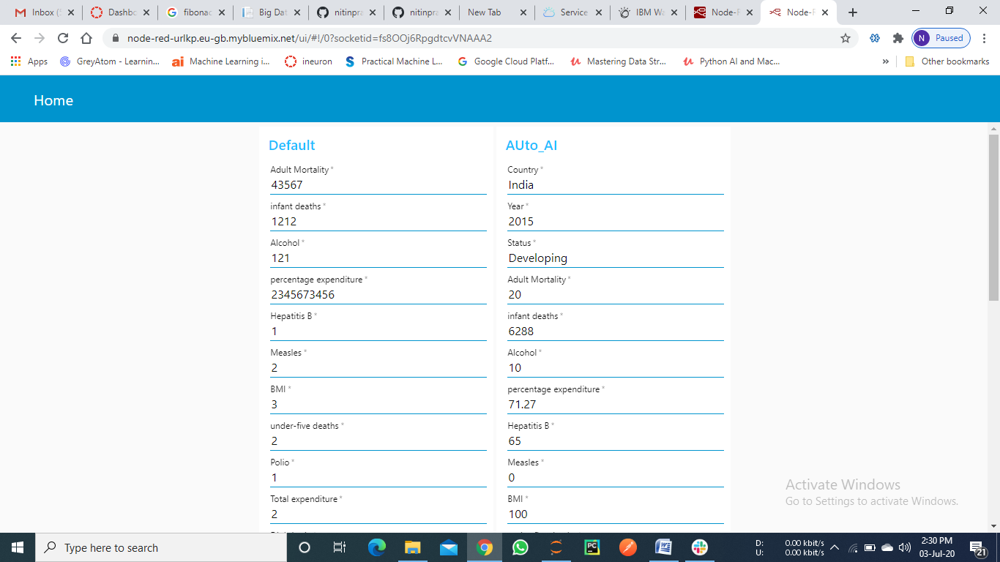 Inbox (
Dashbo
fibonac
Big Dat
nitinpra
nitinpra
New Tab
Service
IBM Wa
Node-R
Node-R
node-red-urlkp.eu-gb.mybluemix.net/ui/#!/0?socketid=fs8OOj6RpgdtcvVNAAA2
N Paused
Apps
GreyAtom - Learnin...
ai Machine Learning i...
ineuron
Practical Machine L...
Google Cloud Platf...
Mastering Data Str...
Python AI and Mac...
»
Other bookmarks
Home
Default
Adult Mortality *
43567
infant deaths *
1212
Alcohol *
121
percentage expenditure *
2345673456
Hepatitis B *
1
Measles *
2
BMI *
3
under-five deaths *
2
Polio *
1
Total expenditure *
2
AUto_AI
Country *
India
Year *
2015
Status *
Developing
Adult Mortality *
20
infant deaths *
6288
Alcohol *
10
percentage expenditure *
71.27
Hepatitis B *
65
Measles *
0
BMI *
100
Activate Windows
Go to Settings to activate Windows.
Type here to search
D: 0.00 kbit/s
U: 0.00 kbit/s
2:30 PM
03-Jul-20
21